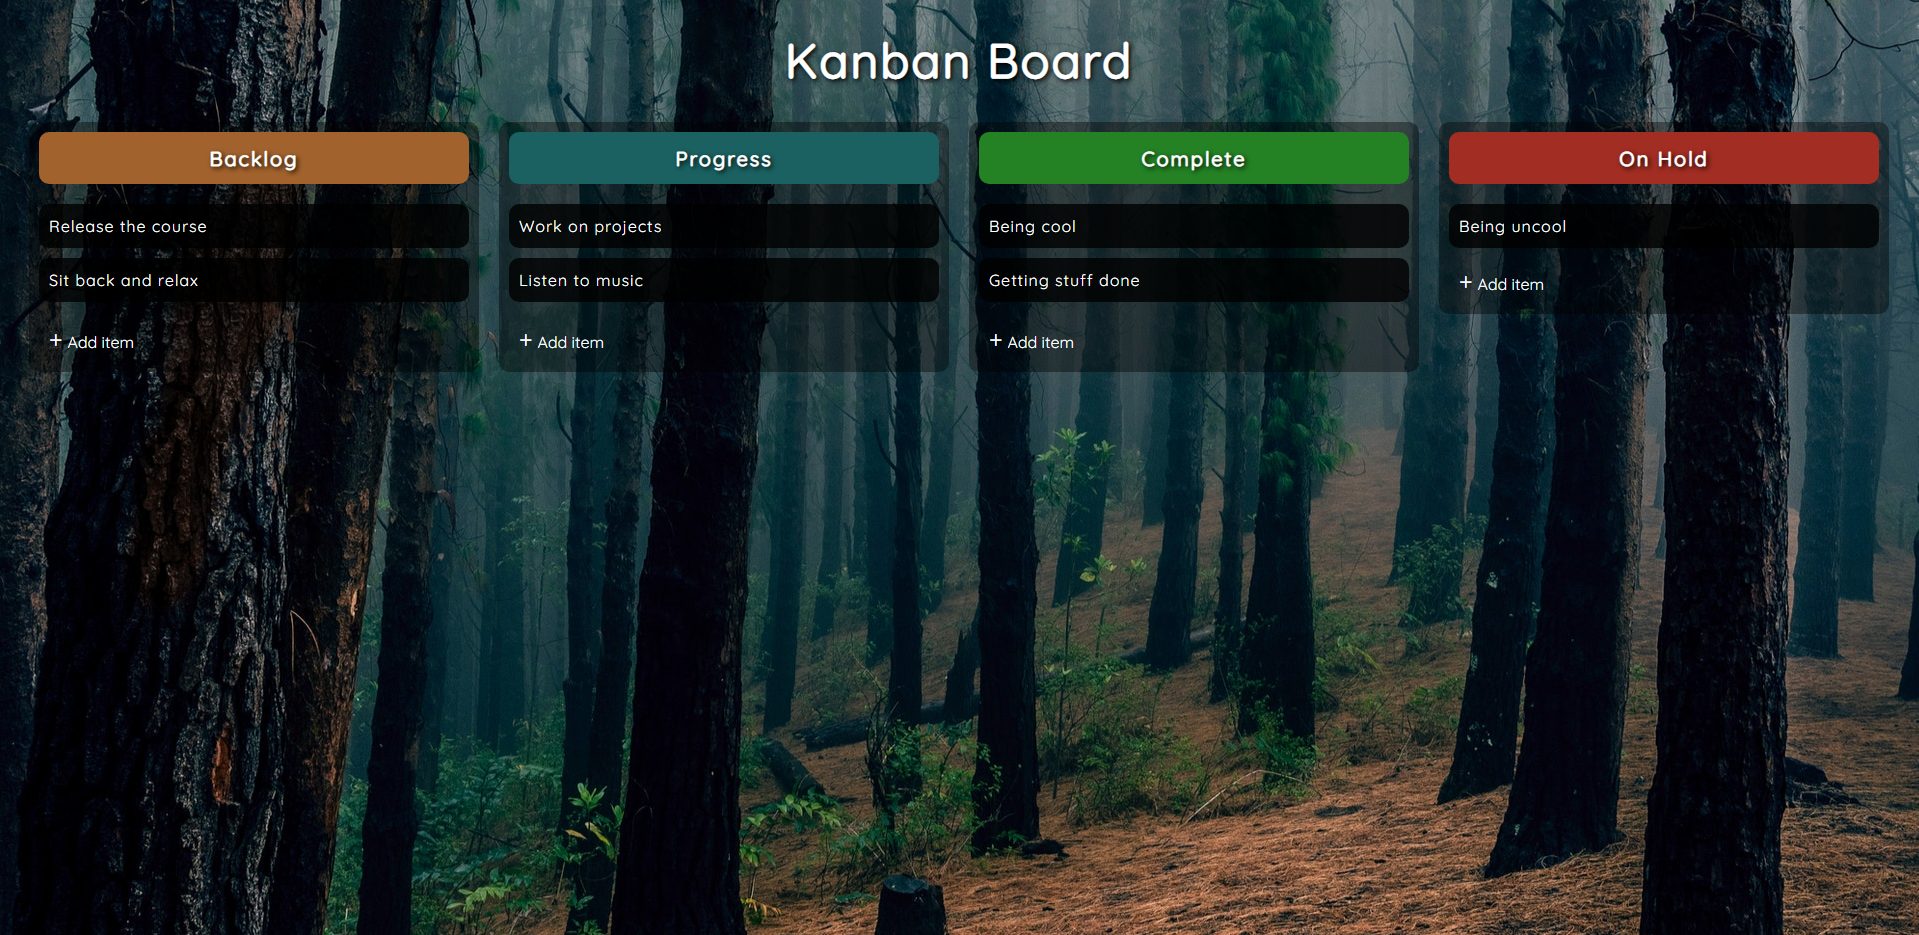 Kanban Board
Backlog
Release the course
Sit back and relax
+ Add item
Progress
Work on projects
Listen to music
+ Add item
Complete
Being cool
Getting stuff done
+ Add item
On Hold
Being uncool
+ Add item